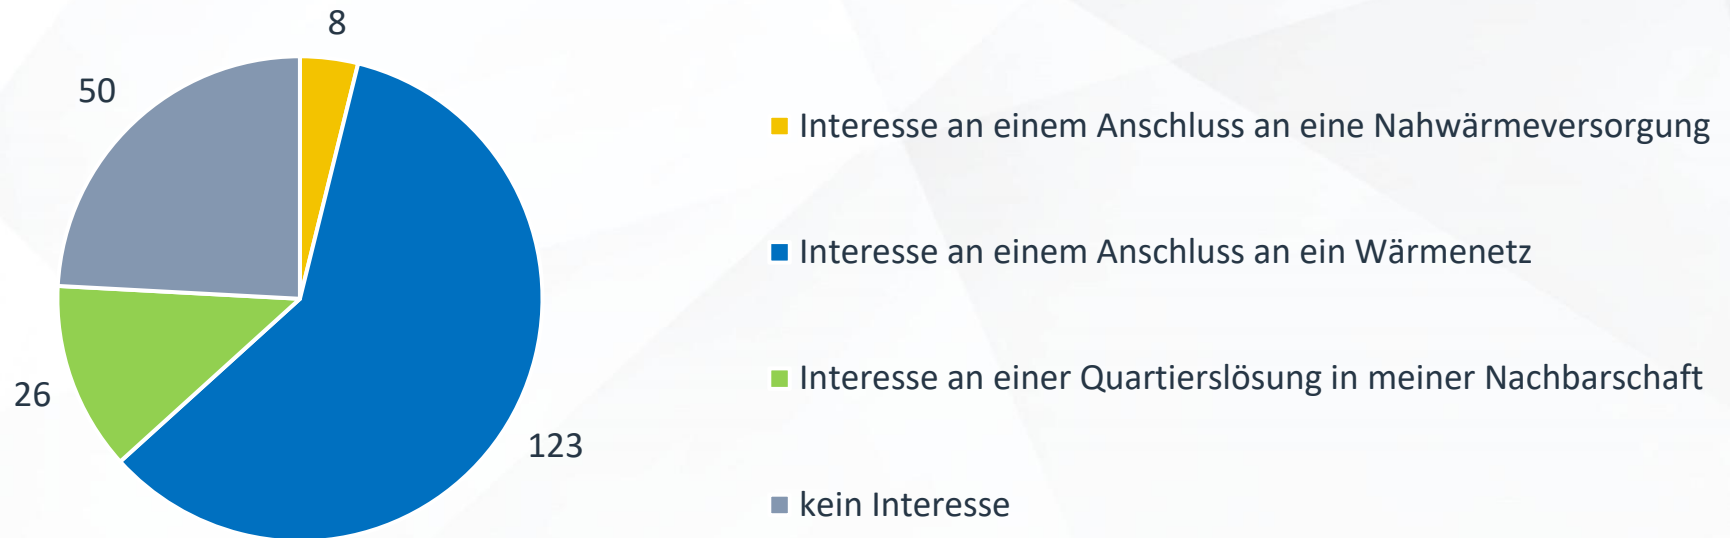 8
50
26
123
Interesse an einem Anschluss an eine Nahwärmeversorgung
Interesse an einem Anschluss an ein Wärmenetz
Interesse an einer Quartierslösung in meiner Nachbarschaft
kein Interesse